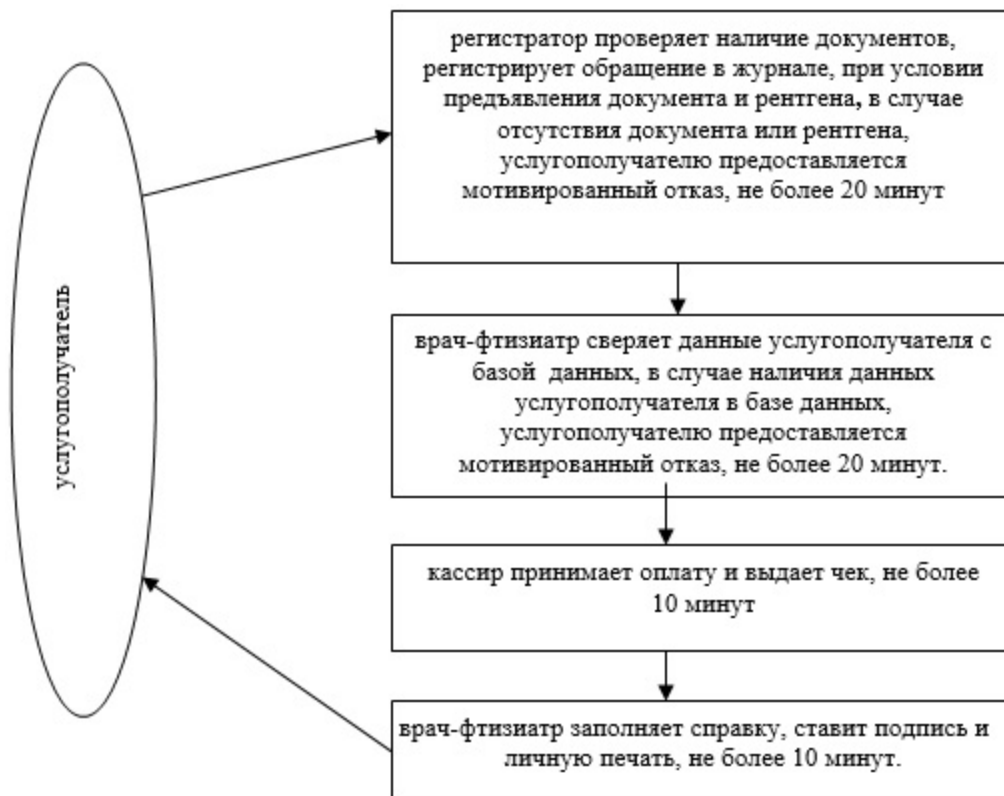 услугополучатель
регистратор проверяет наличие документов,
регистрирует обращение в журнале, при условии
предъявления документа и рентгена, в случае
отсутствия документа или рентгена,
услугополучателю предоставляется
мотивированный отказ, не более 20 минут
врач-фтизиатр сверяет данные услугополучателя с
базой данных, в случае наличия данных
услугополучателя в базе данных,
услугополучателю предоставляется
мотивированный отказ, не более 20 минут.
кассир принимает оплату и выдает чек, не более
10 минут
врач-фтизиатр заполняет справку, ставит подпись и
личную печать, не более 10 минут.